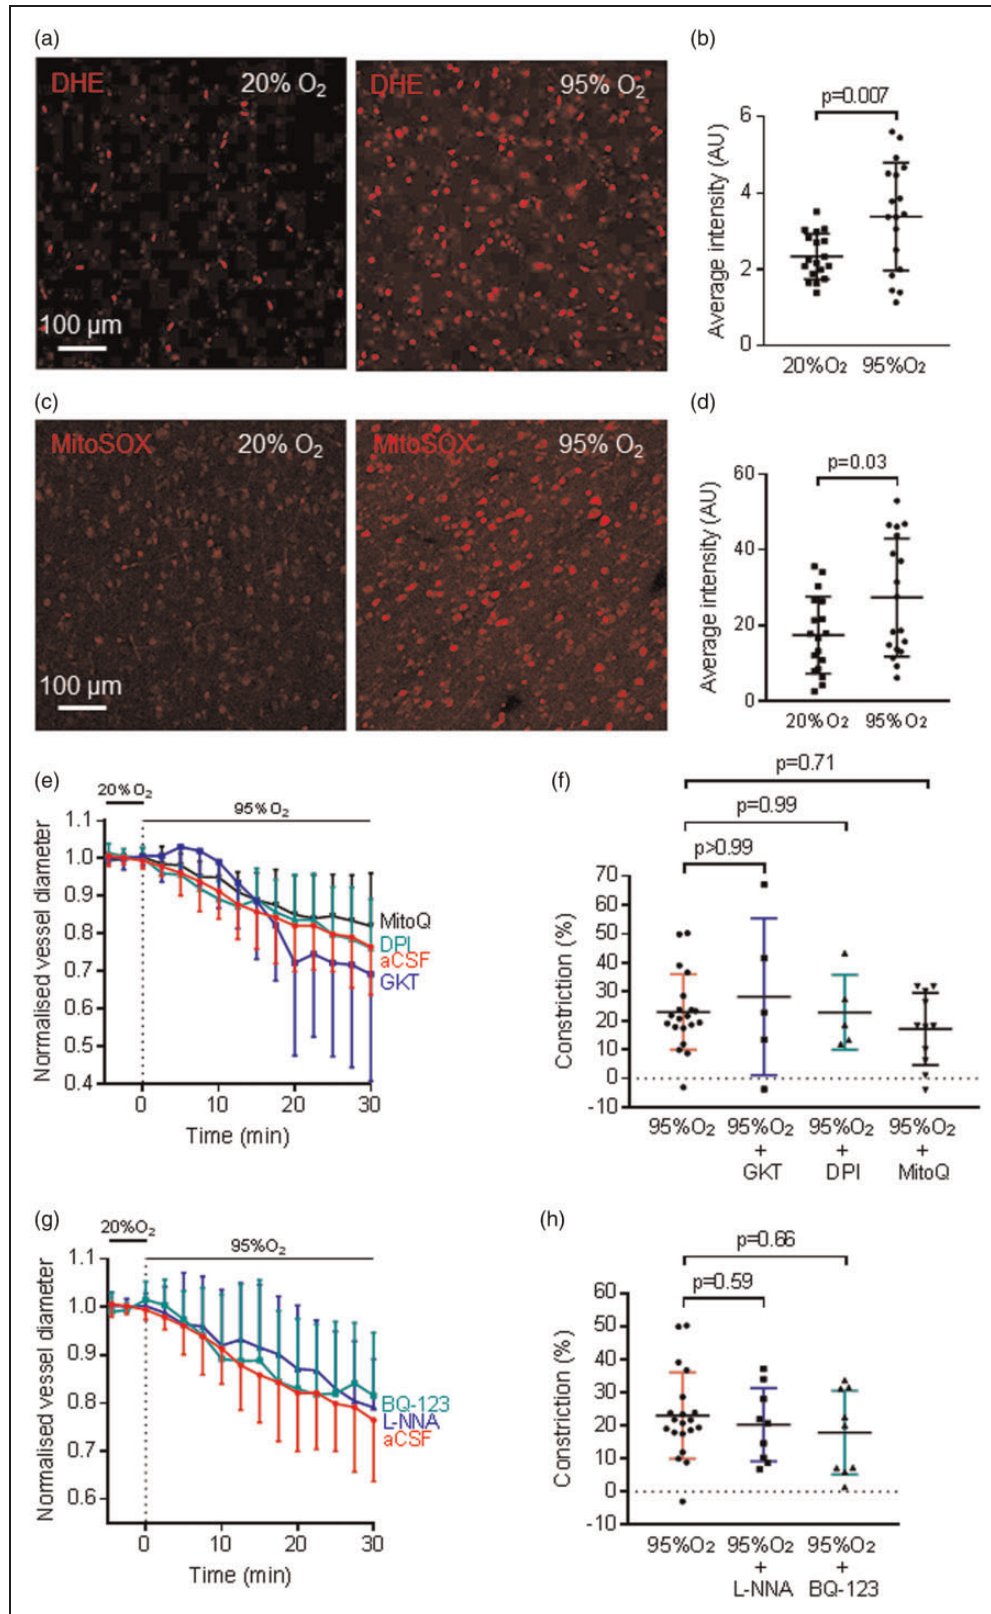 (a)
DHE 20% O₂
DHE 95% O₂
100 µm
(b)
p=0.007
Average intensity (AU)
6
4
2
0
20%O₂ 95%O₂
(c)
MitoSOX 20% O₂
MitoSOX 95% O₂
100 µm
(d)
p=0.03
Average intensity (AU)
60
40
20
0
20%O₂ 95%O₂
(e)
20%O₂
95%O₂
Normalised vessel diameter
1.1
1.0
0.9
0.8
0.7
0.6
0.5
0.4
MitoQ
DPI
aCSF
GKT
0 10 20 30
Time (min)
(f)
p=0.71
p=0.99
p>0.99
Constriction (%)
70
60
50
40
30
20
10
0
-10
95%O₂ 95%O₂ 95%O₂ 95%O₂
+ + +
GKT DPI MitoQ
(g)
20%O₂
95%O₂
Normalised vessel diameter
1.1
1.0
0.9
0.8
0.7
0.6
BQ-123
L-NNA
aCSF
0 10 20 30
Time (min)
(h)
p=0.66
p=0.59
Constriction (%)
60
50
40
30
20
10
0
-10
95%O₂ 95%O₂ 95%O₂
+ +
L-NNA BQ-123